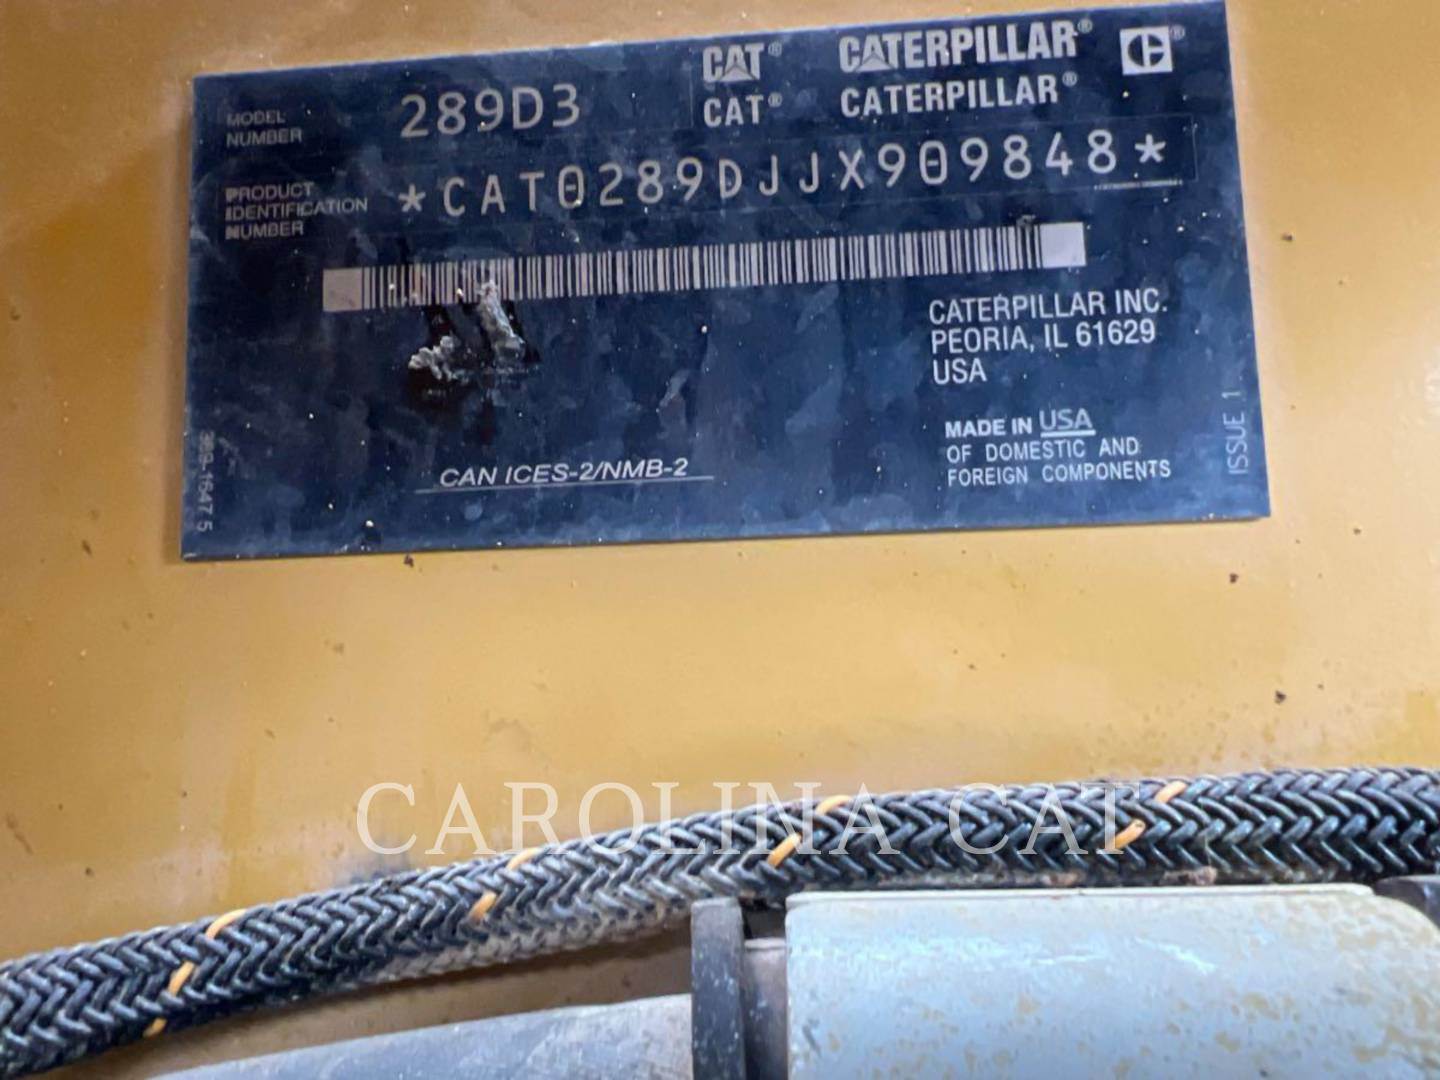 MODEL
NUMBER
289D3
CAT®
CATERPILLAR®
CAT®
CATERPILLAR®
PRODUCT
IDENTIFICATION
NUMBER
*CAT0289DJJX909848*
CATERPILLAR INC.
PEORIA, IL 61629
USA
MADE IN USA
OF DOMESTIC AND
FOREIGN COMPONENTS
CAN ICES-2/NMB-2
ISSUE 1
CAROLINA CAT